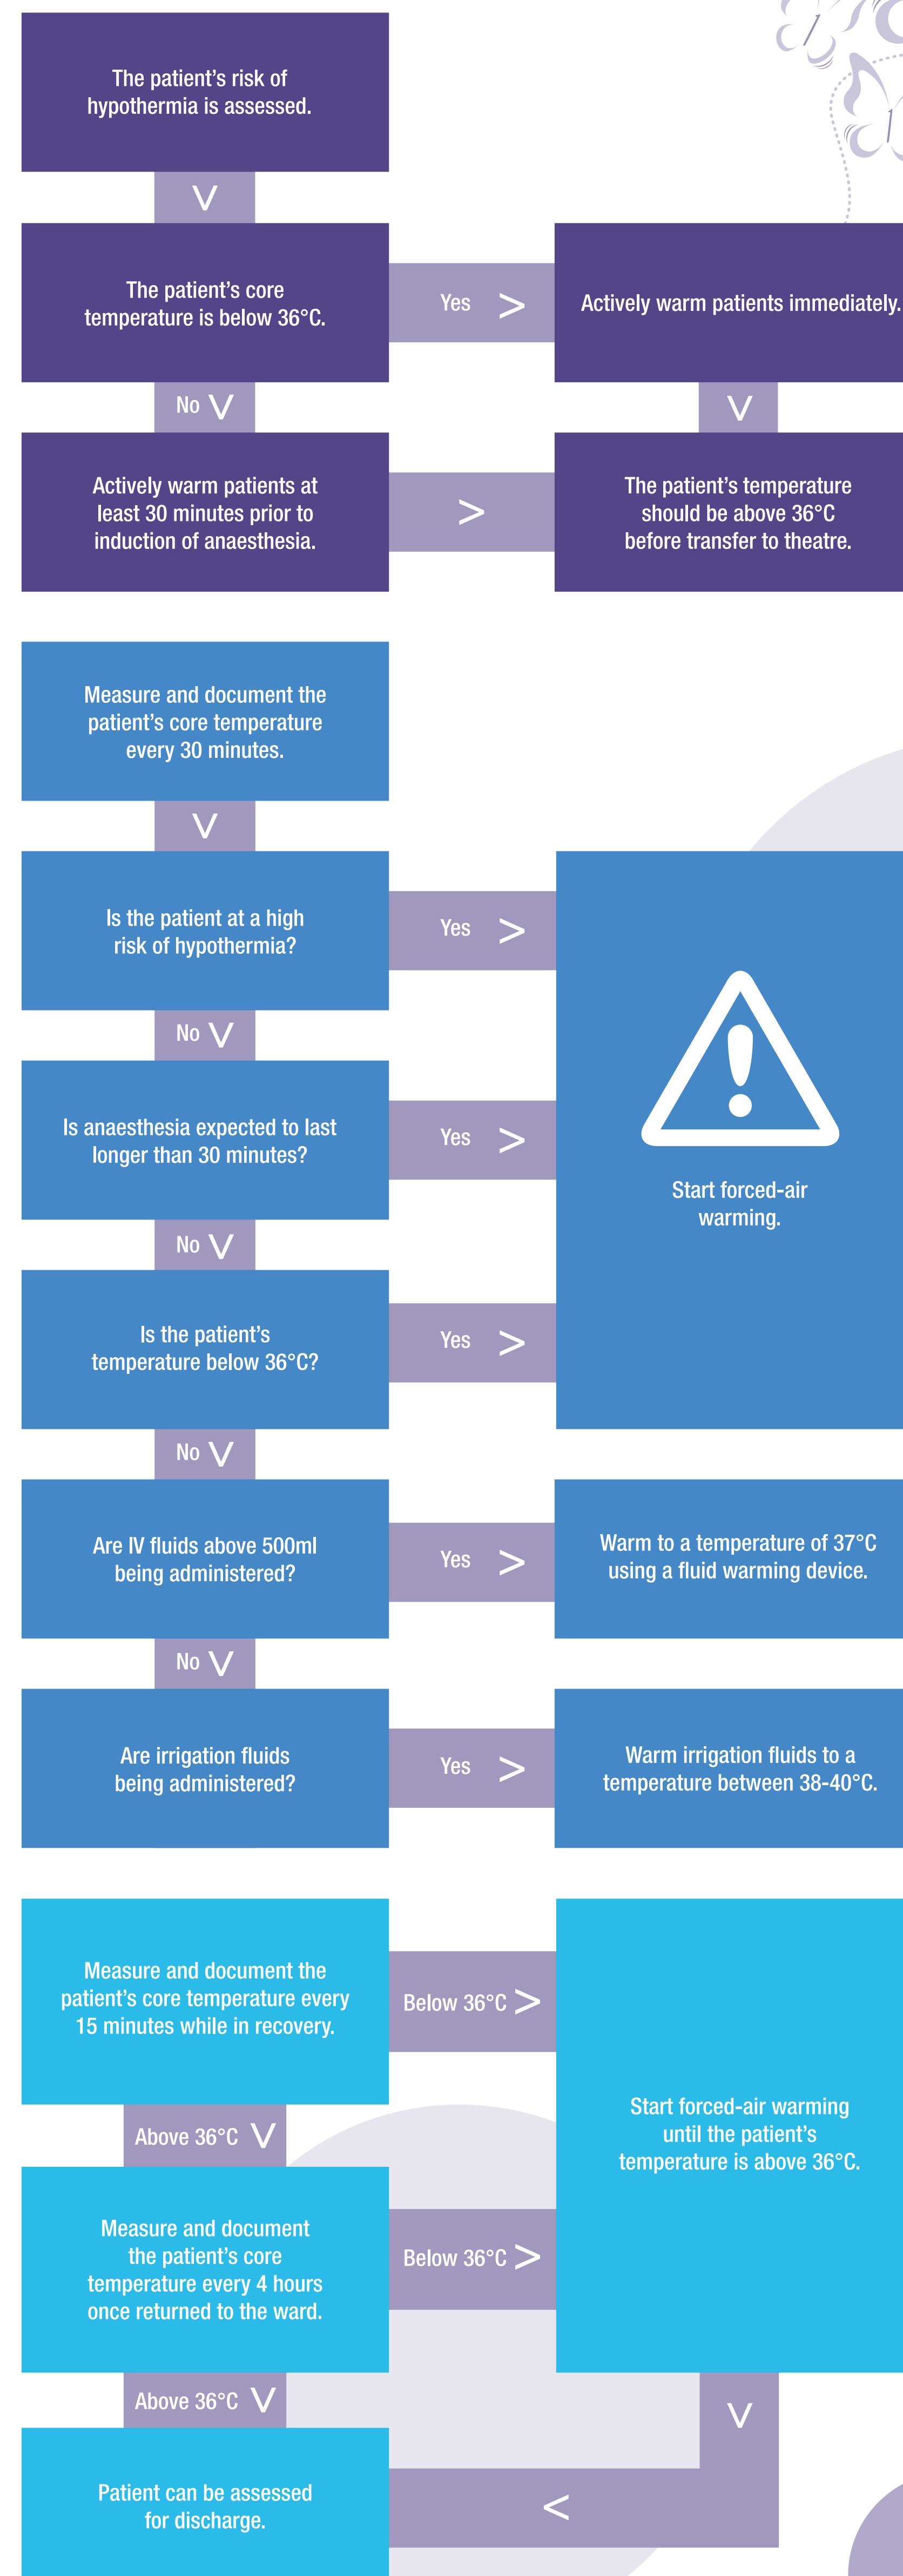 The patient's risk of
hypothermia is assessed.
V
The patient's core
temperature is below 36°C.
Yes >
Actively warm patients immediately.
No V
V
Actively warm patients at
least 30 minutes prior to
induction of anaesthesia.
>
The patient's temperature
should be above 36°C
before transfer to theatre.
Measure and document the
patient's core temperature
every 30 minutes.
V
Is the patient at a high
risk of hypothermia?
Yes >
No V
Is anaesthesia expected to last
longer than 30 minutes?
Yes >
!
Start forced-air
warming.
No V
Is the patient's
temperature below 36°C?
Yes >
No V
Are IV fluids above 500ml
being administered?
Yes >
Warm to a temperature of 37°C
using a fluid warming device.
No V
Are irrigation fluids
being administered?
Yes >
Warm irrigation fluids to a
temperature between 38-40°C.
Measure and document the
patient's core temperature every
15 minutes while in recovery.
Below 36°C >
Above 36°C V
Start forced-air warming
until the patient's
temperature is above 36°C.
Measure and document
the patient's core
temperature every 4 hours
once returned to the ward.
Below 36°C >
Above 36°C V
V
Patient can be assessed
for discharge.
<